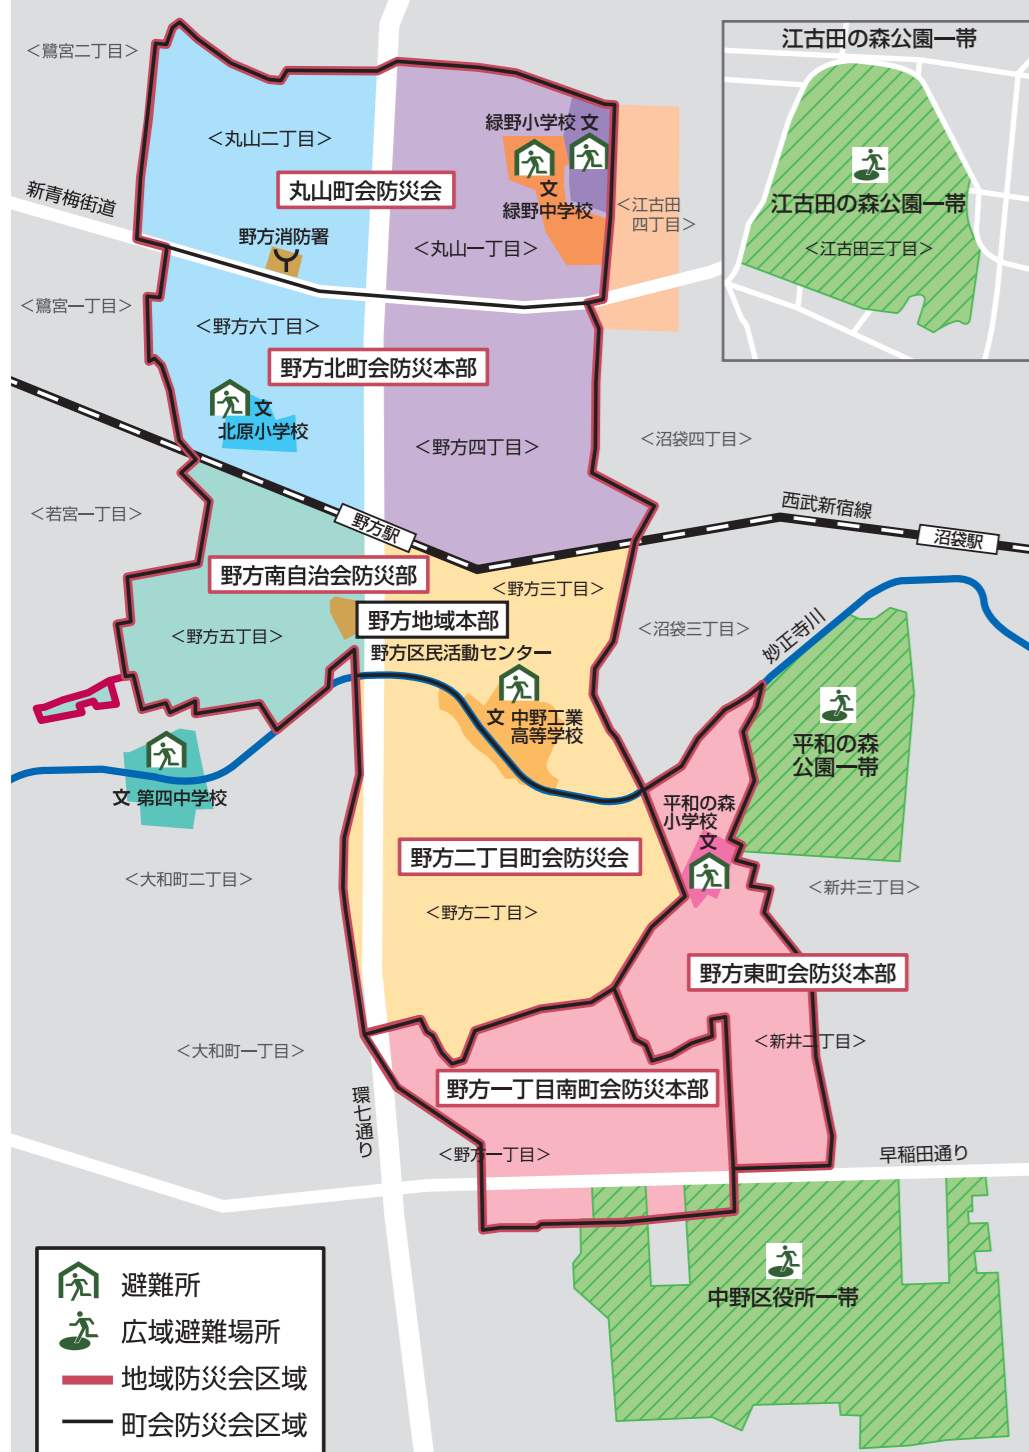 江古田の森公園一帯
<鷺宮二丁目>
緑野小学校 文
<丸山二丁目>
文
緑野中学校
丸山町会防災会
新青梅街道
<江古田
四丁目>
江古田の森公園一帯
野方消防署
<丸山一丁目>
<江古田三丁目>
<鷺宮一丁目>
<野方六丁目>
野方北町会防災本部
文
北原小学校
<野方四丁目>
<沼袋四丁目>
<若宮一丁目>
野方駅
西武新宿線
沼袋駅
野方南自治会防災部
<野方三丁目>
野方地域本部
<野方五丁目>
<沼袋三丁目>
妙正寺川
野方区民活動センター
文 中野工業
高等学校
平和の森
公園一帯
文 第四中学校
平和の森
小学校
文
野方二丁目町会防災会
<大和町二丁目>
<新井三丁目>
<野方二丁目>
野方東町会防災本部
<大和町一丁目>
<新井二丁目>
野方一丁目南町会防災本部
環七通り
<野方一丁目>
早稲田通り
中野区役所一帯
避難所
広域避難場所
地域防災会区域
町会防災会区域